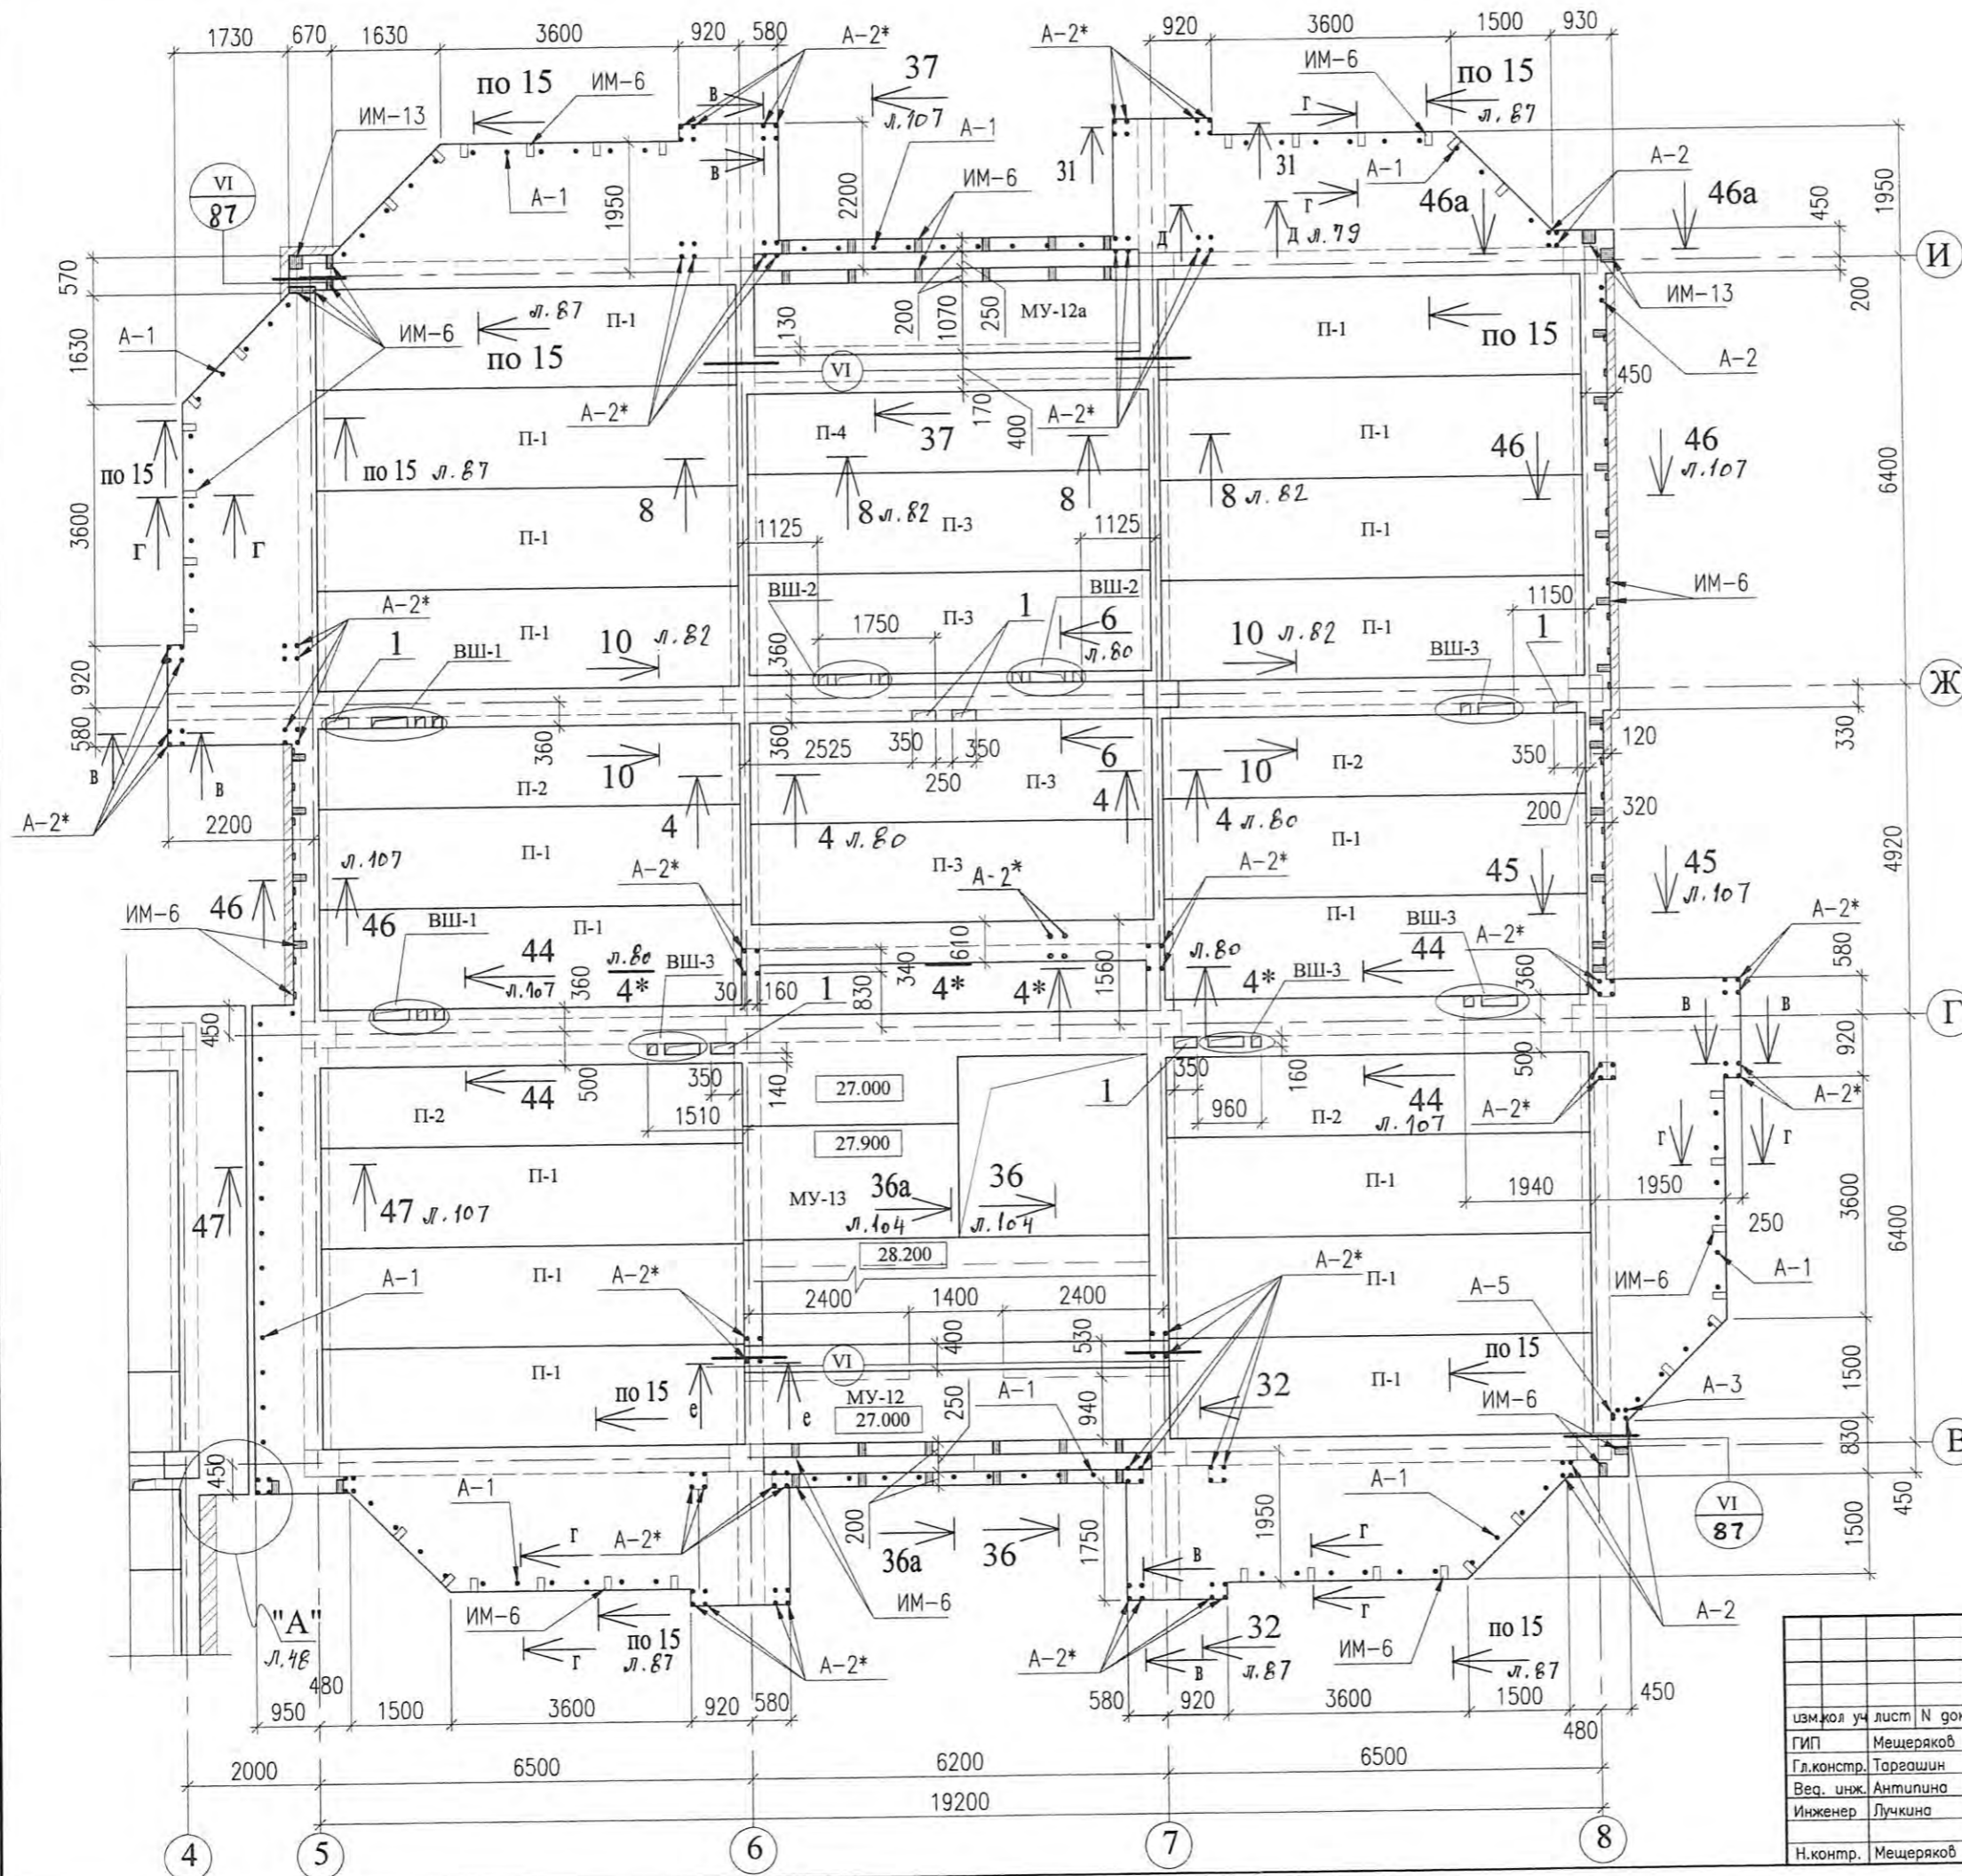 1730 670 1630 3600 920 580 А-2* А-2* 920 3600 1500 930
по 15 ИМ-6 37 ИМ-6 по 15
ИМ-13 в л.107 А-1 г л.87
VI
87
А-1 в 2200 ИМ-6 31 31 А-1 А-2
1950 г 46а 46а 450 1950
д д л.79 И
570 л.87 П-1 130 200 1070 250 МУ-12а П-1 ИМ-13 200
А-1 ИМ-6 по 15 по 15
1630 VI А-2
450
А-2* 170 А-2*
П-1 П-4 37 400 П-1 46 46
по 15 по 15 л.87 л.107 6400
3600 8 8 л.82 8 8 л.82
г г П-1 1125 П-3 1125 П-1
ВШ-2 ВШ-2 ИМ-6
А-2* П-1 1750 П-3 1 6 П-1 1150
1 ВШ-1 10 л.82 360 л.80 10 л.82 ВШ-3 1
920 Ж
580 360 360 2525 350 350 6 350 120 330
в в 10 250 10 П-2
П-2 П-3 4
А-2* 2200 4 4 л.80 4 л.80 200 320
П-1 П-1 4920
л.107 А-2* П-3 А-2* А-2* 45 45
ИМ-6 46 46 П-1 П-1 л.107
ВШ-1 ВШ-3 А-2*
44 л.80 ВШ-3 610 л.80 44 А-2* 580
л.107 360 4* 30 160 1 340 830 4* 4* 1560 4* ВШ-3 360
450 в в Г
500 350 140 27.000 350 160 500 920
44 1 44 А-2* А-2*
П-2 1510 960 П-2 л.107
27.900 г г
П-1 П-1 1940 1950 3600
47 47 л.107 МУ-13 36а 36 250
л.104 л.104
28.200 6400
А-1 П-1 А-2* А-2* П-1 ИМ-6 А-1
2400 1400 2400 А-5
400 530
П-1 VI П-1 по 15 1500
по 15 е е МУ-12 250 А-1 940 32 ИМ-6 А-3
27.000 В
450 830
А-1 А-1 VI
87
г А-2* 200 36а 36 1750 1950 г 1500 450
в
"А" ИМ-6 ИМ-6 г А-2
л.48 г по 15 А-2* А-2* 32 ИМ-6 по 15
л.87 в л.87 л.87
480
950 1500 3600 920 580 580 920 3600 1500 450
480
2000 6500 6200 6500
19200
4 5 6 7 8
изм кол уч лист N док
ГИП Мещеряков
Гл.констр. Таргашин
Вед. инж. Антипина
Инженер Лучкина
Н.контр. Мещеряков